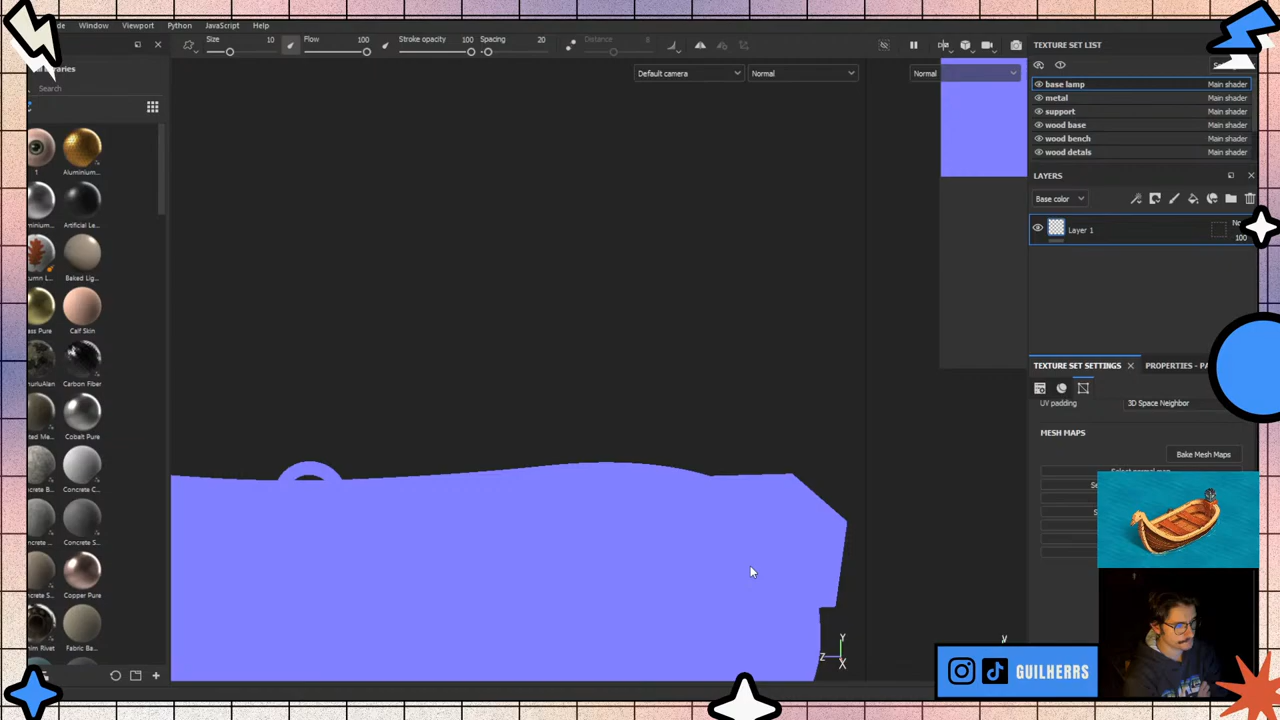 Window Viewport Python JavaScript Help
Size 10 Flow 100 Stroke opacity 100 Spacing 20 Distance 8
Search
Default camera
Normal
Normal
1
Aluminium...
Artificial Le...
Baked Lig...
Calf Skin
Carbon Fiber
Cobalt Pure
Copper Pure
Fabric Ba...
TEXTURE SET LIST
base lamp Main shader
metal Main shader
support Main shader
wood base Main shader
wood bench Main shader
wood detals Main shader
LAYERS
Base color
Layer 1
100
TEXTURE SET SETTINGS
PROPERTIES - PA
UV padding 3D Space Neighbor
MESH MAPS
Bake Mesh Maps
Y
Z
X
GUILHERRS